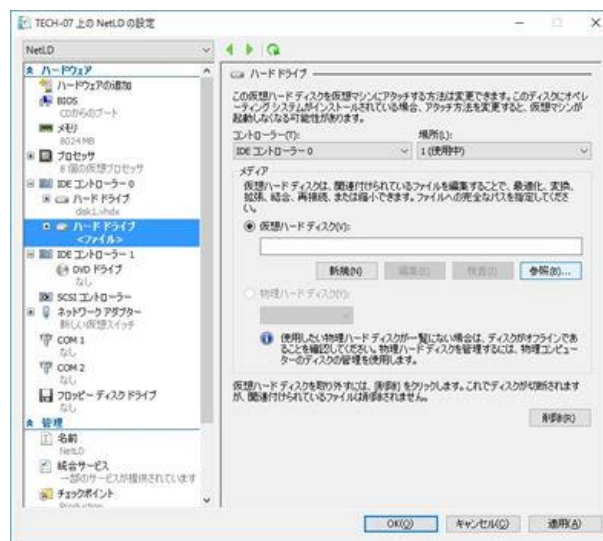 TECH-07 上の NetLD の設定
NetLD
ハードウェア
ハードウェアの追加
BIOS
CDからのブート
メモリ
8024 MB
プロセッサ
8 個の仮想プロセッサ
IDE コントローラー 0
ハード ドライブ
disk1.vhdx
ハード ドライブ
<ファイル>
IDE コントローラー 1
DVD ドライブ
なし
SCSI コントローラー
ネットワーク アダプター
新しい仮想スイッチ
COM 1
なし
COM 2
なし
フロッピー ディスク ドライブ
なし
管理
名前
NetLD
統合サービス
一部のサービスが提供されています
チェックポイント
Production
ハード ドライブ
この仮想ハード ディスクを仮想マシンにアタッチする方法は変更できます。このディスクにオペレ
ーティング システムがインストールされている場合、アタッチ方法を変更すると、仮想マシンが
起動しなくなる可能性があります。
コントローラー(T):
場所(L):
IDE コントローラー 0
1 (使用中)
メディア
仮想ハード ディスクは、関連付けられているファイルを編集することで、最適化、変換、
拡張、結合、再接続、または縮小できます。ファイルへの完全なパスを指定してくださ
い。
仮想ハード ディスク(V):
新規(N)
編集(E)
検査(I)
参照(B)...
物理ハード ディスク(Y):
使用したい物理ハード ディスクが一覧にない場合は、ディスクがオフラインであ
ることを確認してください。物理ハード ディスクを管理するには、物理コンピュー
ターのディスクの管理を使用します。
仮想ハード ディスクを取り外すには、[削除] をクリックします。これでディスクが切断されます
が、関連付けられているファイルは削除されません。
削除(R)
OK(O)
キャンセル(C)
適用(A)